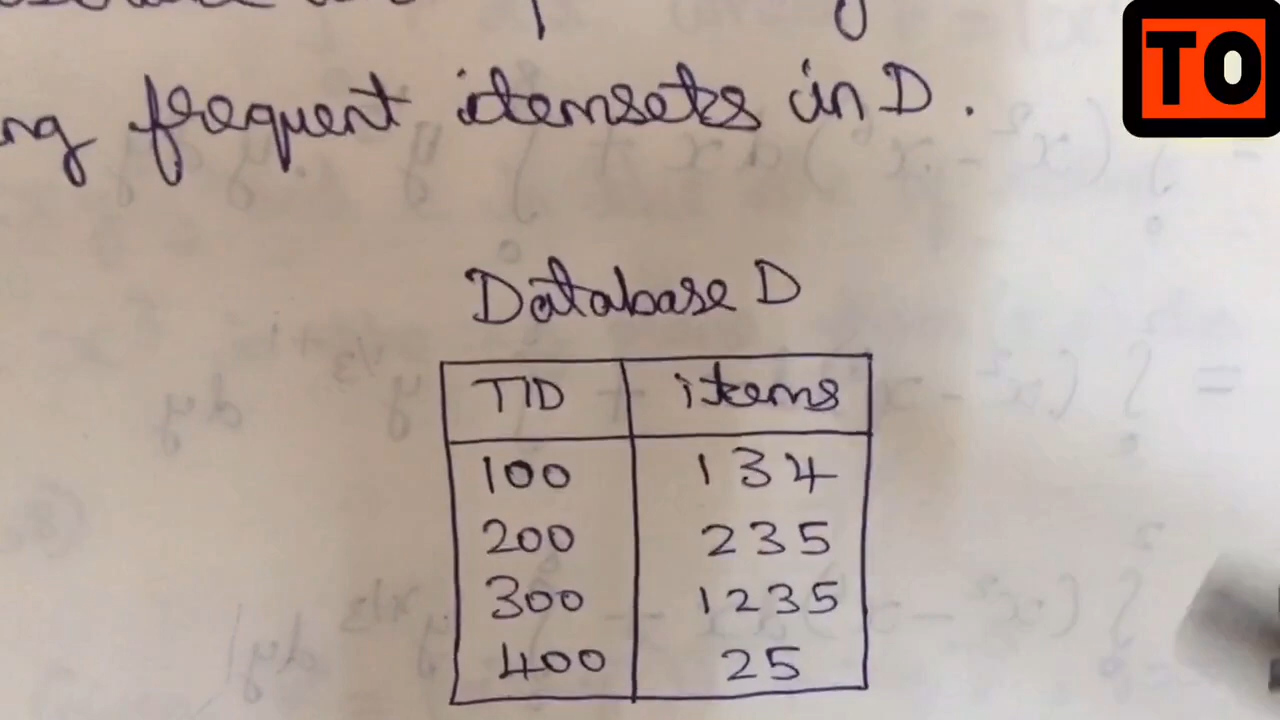 TO
ng frequent itemsets in D.
Database D
TID items
100 1 3 4
200 2 3 5
300 1 2 3 5
400 2 5